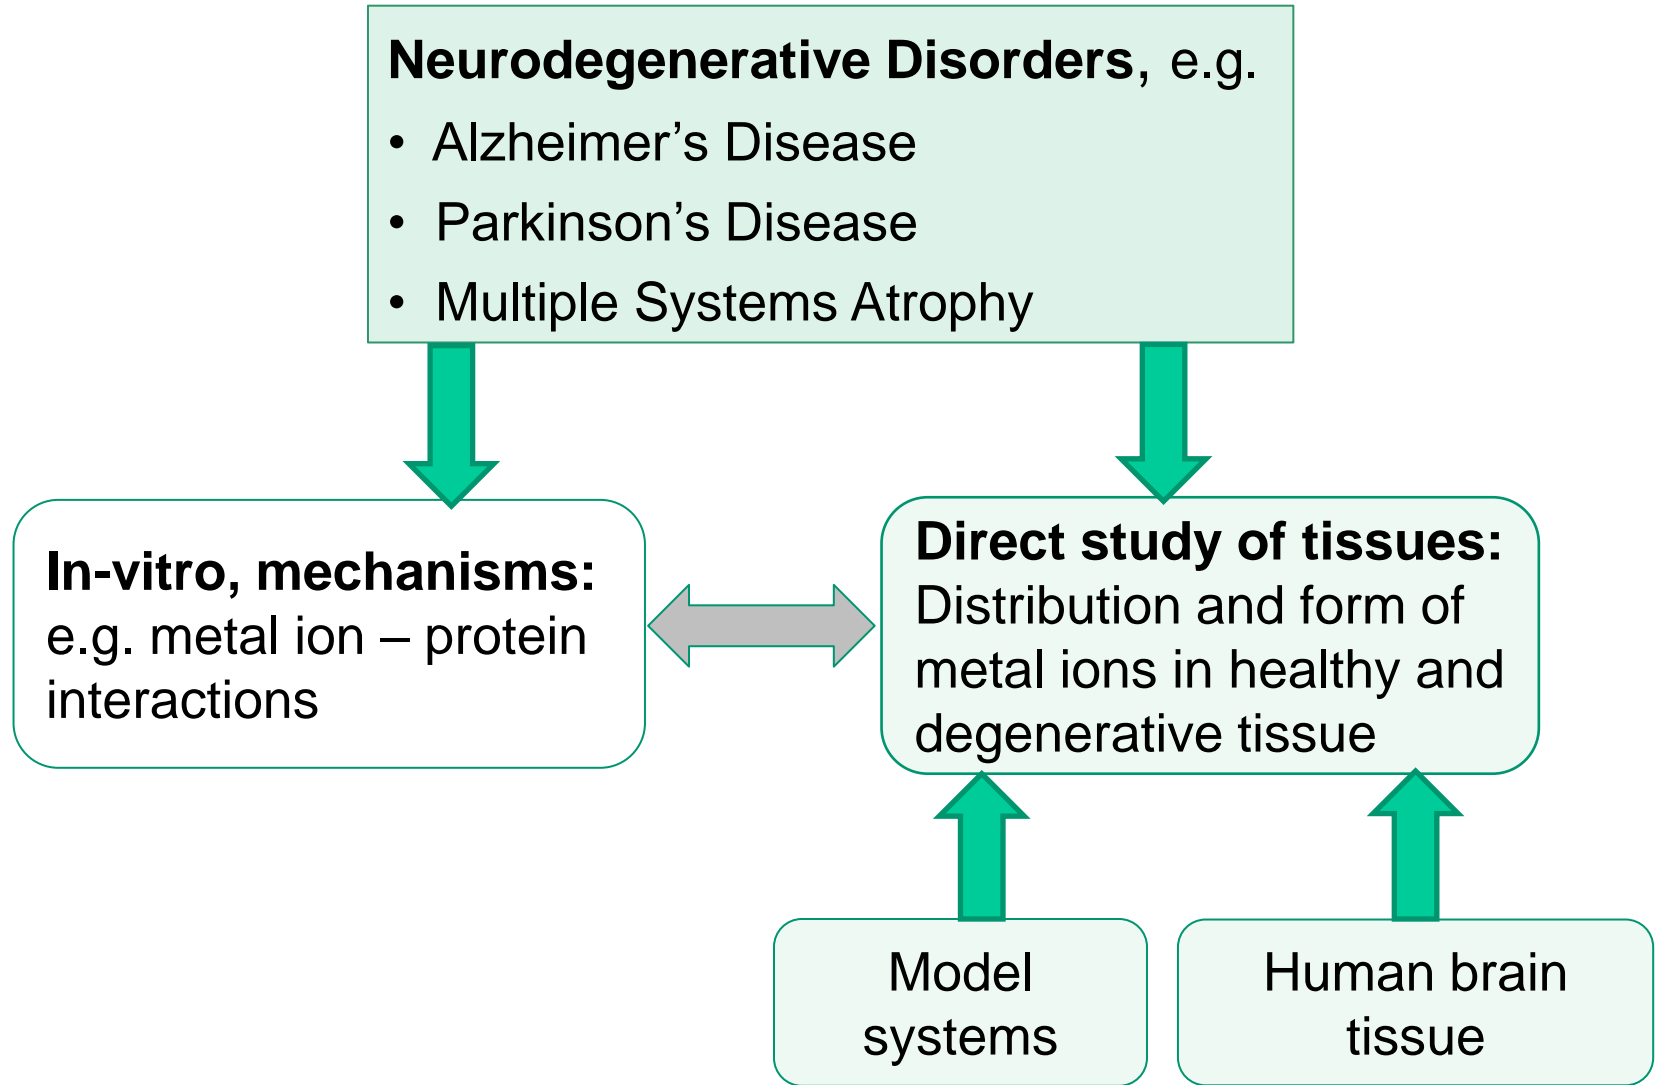 Neurodegenerative Disorders, e.g.
• Alzheimer’s Disease
• Parkinson’s Disease
• Multiple Systems Atrophy
In-vitro, mechanisms:
e.g. metal ion – protein
interactions
Direct study of tissues:
Distribution and form of
metal ions in healthy and
degenerative tissue
Model
systems
Human brain
tissue